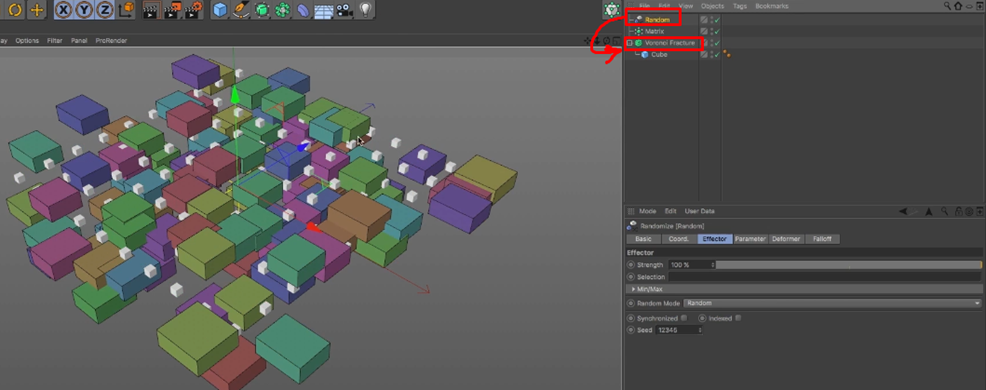 X Y Z
File Edit View Objects Tags Bookmarks
Random
Matrix
Voronoi Fracture
Cube
ay Options Filter Panel ProRender
Mode Edit User Data
Randomize [Random]
Basic Coord. Effector Parameter Deformer Falloff
Effector
Strength 100 %
Selection
Min/Max
Random Mode Random
Synchronized Indexed
Seed 12345